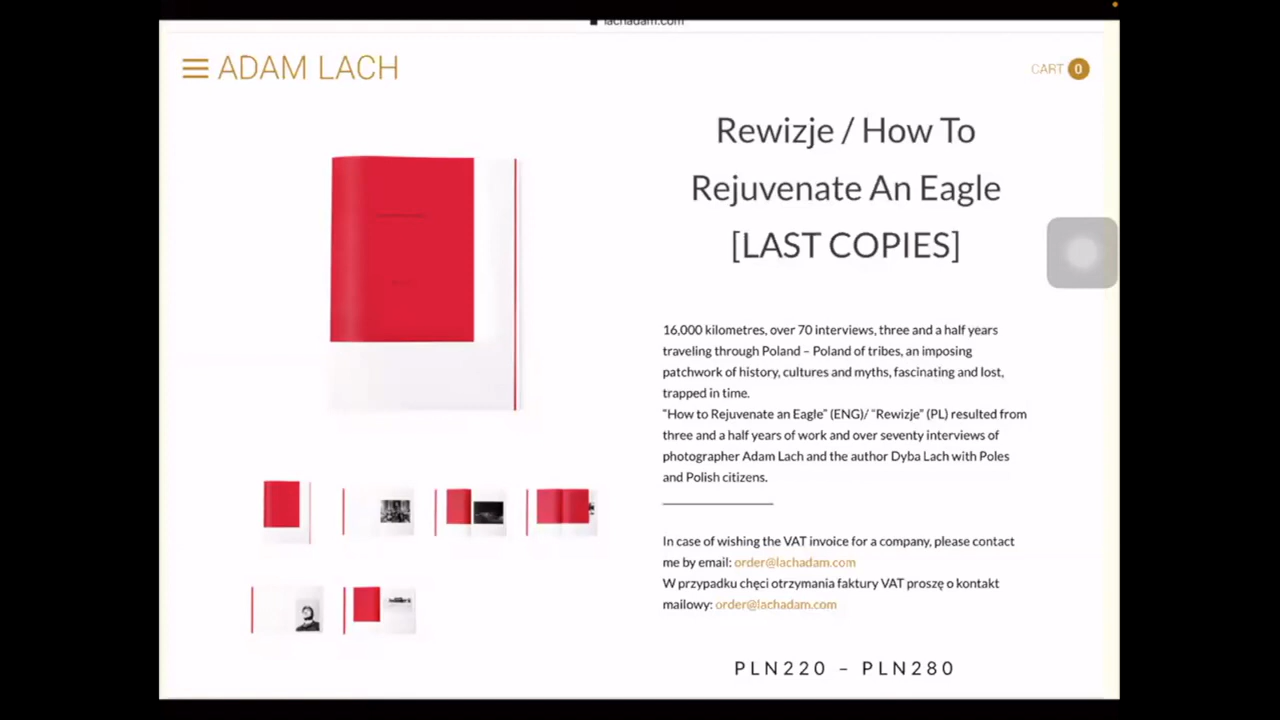 lachadam.com
ADAM LACH
CART 0
Rewizje / How To
Rejuvenate An Eagle
[LAST COPIES]
16,000 kilometres, over 70 interviews, three and a half years
traveling through Poland – Poland of tribes, an imposing
patchwork of history, cultures and myths, fascinating and lost,
trapped in time.
“How to Rejuvenate an Eagle” (ENG)/ “Rewizje” (PL) resulted from
three and a half years of work and over seventy interviews of
photographer Adam Lach and the author Dyba Lach with Poles
and Polish citizens.
In case of wishing the VAT invoice for a company, please contact
me by email: order@lachadam.com
W przypadku chęci otrzymania faktury VAT proszę o kontakt
mailowy: order@lachadam.com
PLN220 – PLN280